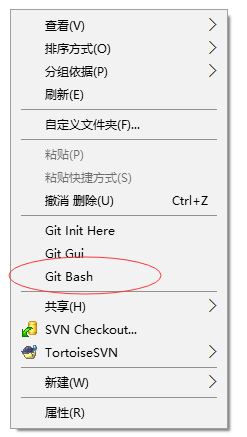 查看(V)
排序方式(O)
分组依据(P)
刷新(E)
自定义文件夹(F)...
粘贴(P)
粘贴快捷方式(S)
撤消 删除(U) Ctrl+Z
Git Init Here
Git Gui
Git Bash
共享(H)
SVN Checkout...
TortoiseSVN
新建(W)
属性(R)